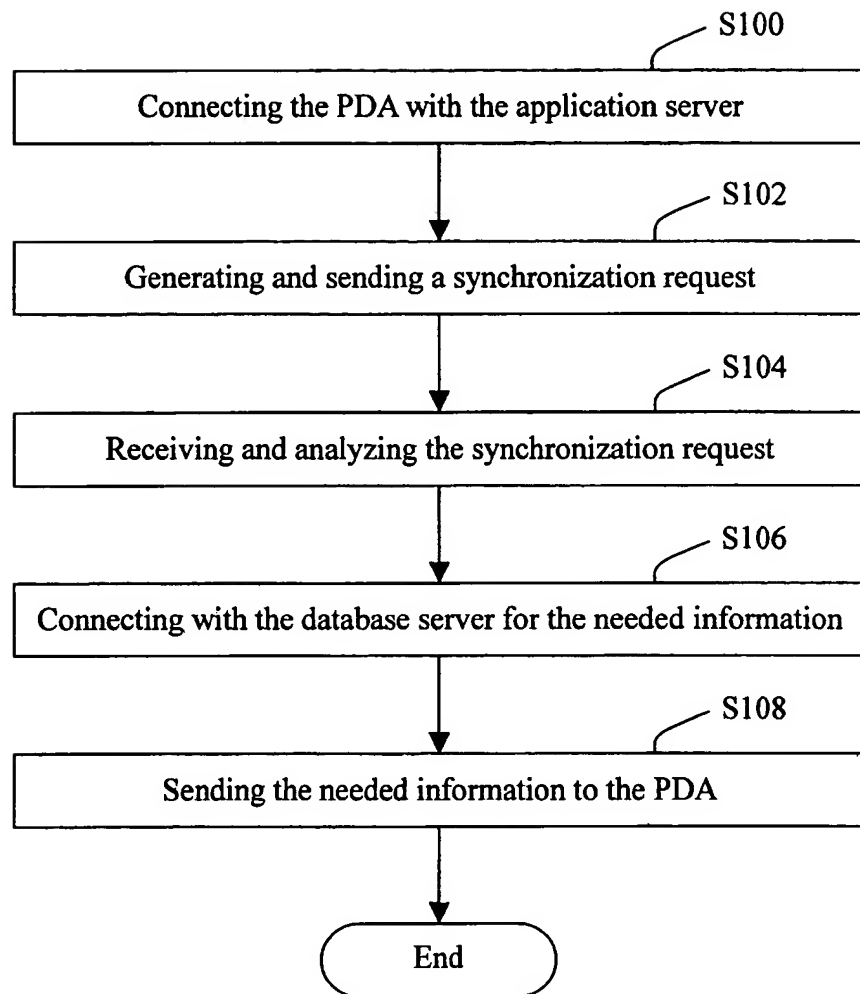 S100
Connecting the PDA with the application server
S102
Generating and sending a synchronization request
S104
Receiving and analyzing the synchronization request
S106
Connecting with the database server for the needed information
S108
Sending the needed information to the PDA
End